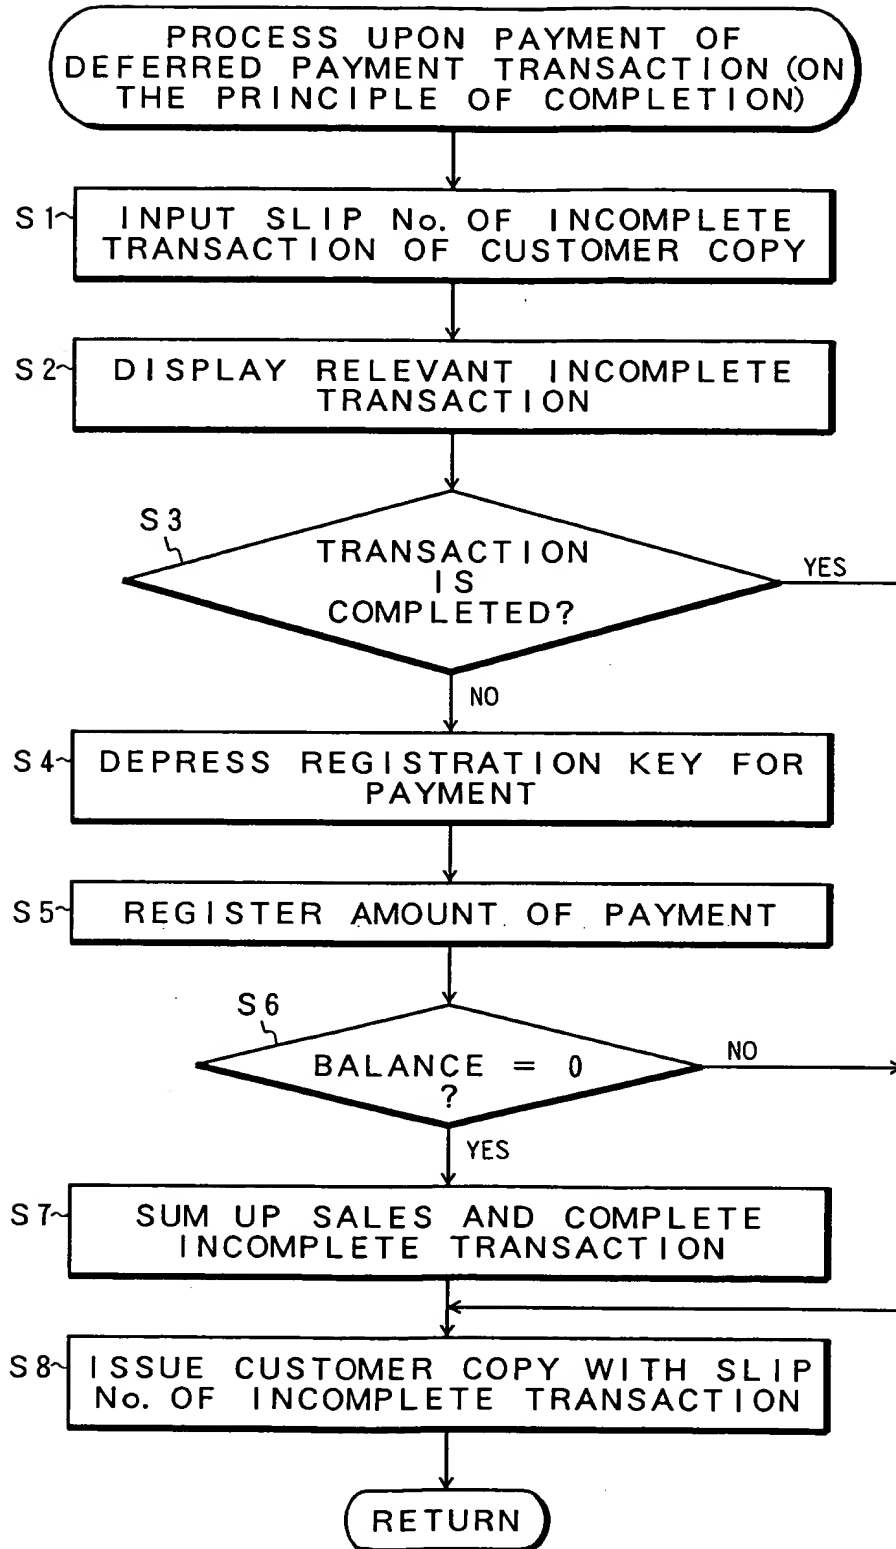 PROCESS UPON PAYMENT OF
DEFERRED PAYMENT TRANSACTION (ON
THE PRINCIPLE OF COMPLETION)
S1
INPUT SLIP No. OF INCOMPLETE
TRANSACTION OF CUSTOMER COPY
S2
DISPLAY RELEVANT INCOMPLETE
TRANSACTION
S3
TRANSACTION
IS
COMPLETED?
YES
NO
S4
DEPRESS REGISTRATION KEY FOR
PAYMENT
S5
REGISTER AMOUNT OF PAYMENT
S6
BALANCE = 0
?
NO
YES
S7
SUM UP SALES AND COMPLETE
INCOMPLETE TRANSACTION
S8
ISSUE CUSTOMER COPY WITH SLIP
No. OF INCOMPLETE TRANSACTION
RETURN